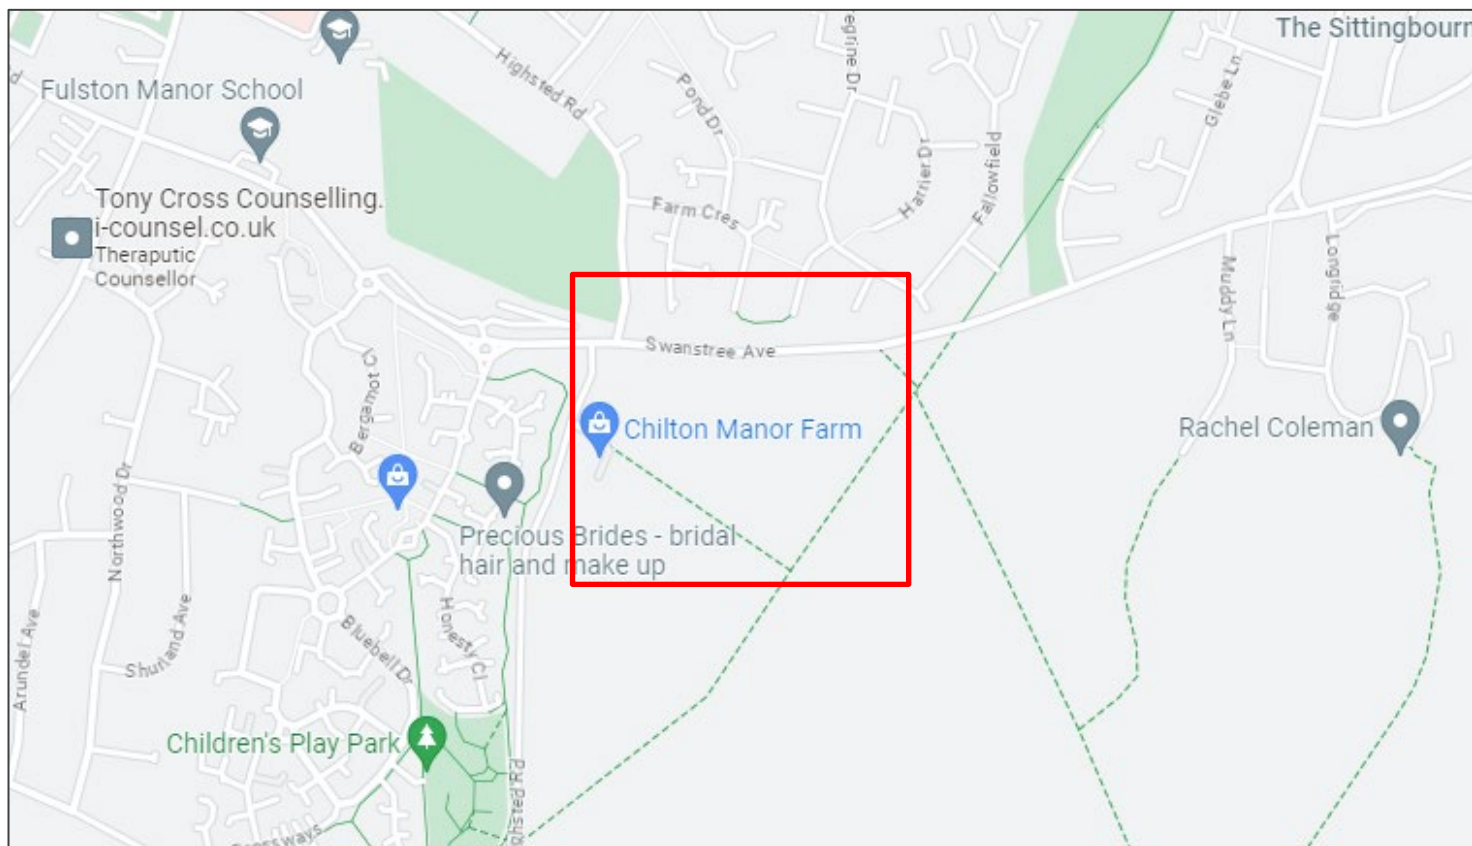 The Sittingbourn
egrine Dr
Highsted Rd
Glebe Ln
Fulston Manor School
Pond Dr
Harrier Dr
Fallowfield
Tony Cross Counselling.
i-counsel.co.uk
Theraputic
Counsellor
Farm Cres
Muddy Ln
Longridge
Swanstree Ave
Bergamot Cl
Chilton Manor Farm
Rachel Coleman
Northwood Dr
Precious Brides - bridal
hair and make up
Arundel Ave
Shurland Ave
Bluebell Dr
Honesty Cl
Children's Play Park